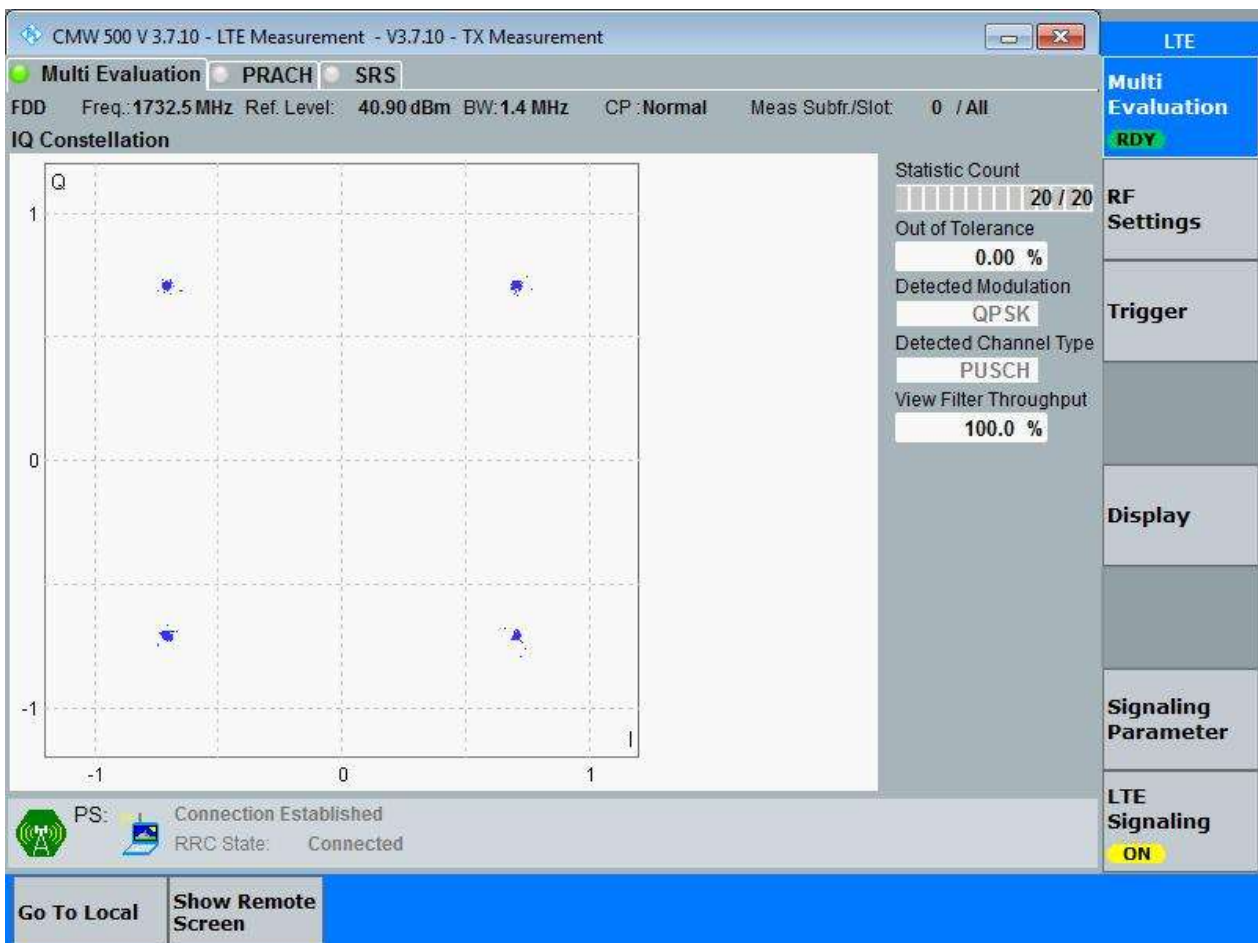 CMW 500 V 3.7.10 - LTE Measurement - V3.7.10 - TX Measurement
LTE
Multi Evaluation PRACH SRS
Multi
Evaluation
RDY
FDD Freq.:1732.5 MHz Ref. Level: 40.90 dBm BW:1.4 MHz CP :Normal Meas Subfr./Slot: 0 / All
IQ Constellation
Q
1
0
-1
-1 0 1
I
Statistic Count
20 / 20
Out of Tolerance
0.00 %
Detected Modulation
QPSK
Detected Channel Type
PUSCH
View Filter Throughput
100.0 %
RF
Settings
Trigger
Display
Signaling
Parameter
LTE
Signaling
ON
PS: Connection Established
RRC State: Connected
Go To Local
Show Remote
Screen